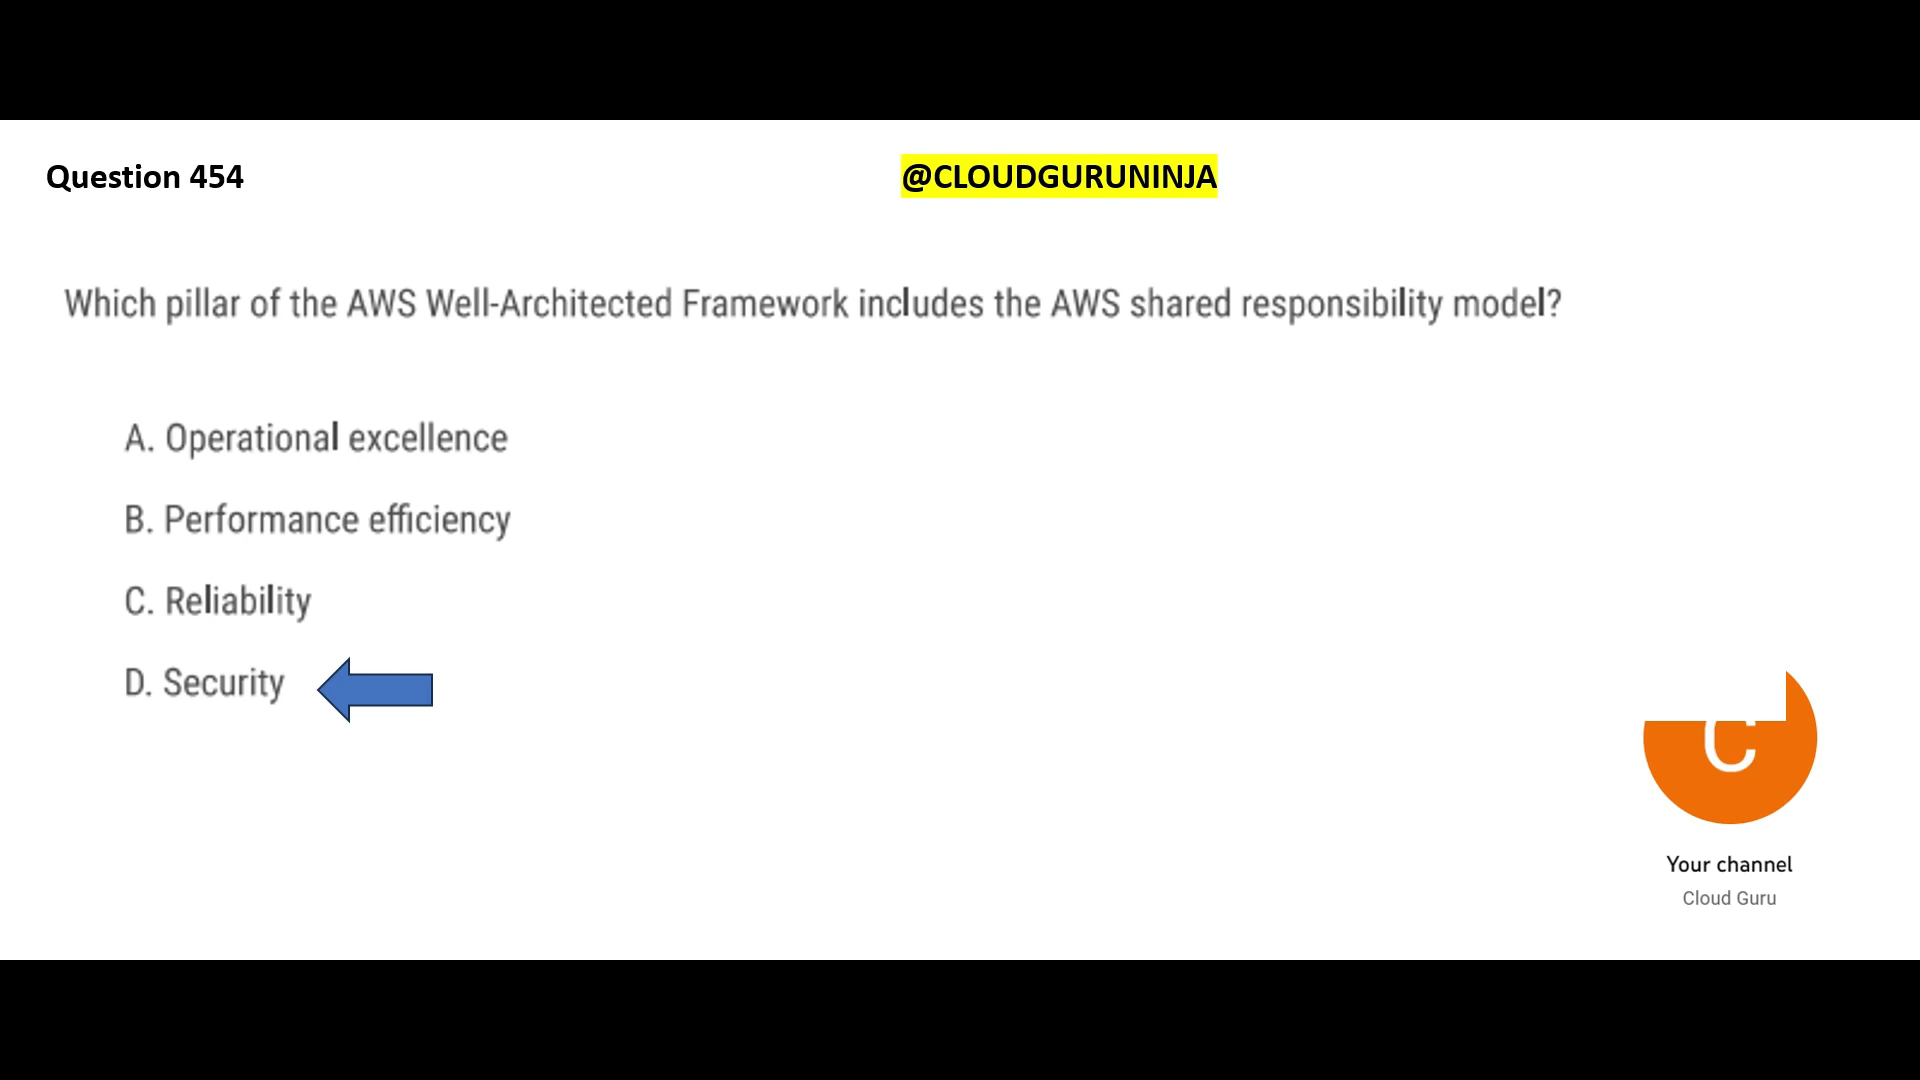 Question 454
@CLOUDGURUNINJA
Which pillar of the AWS Well-Architected Framework includes the AWS shared responsibility model?
A. Operational excellence
B. Performance efficiency
C. Reliability
D. Security
C
Your channel
Cloud Guru